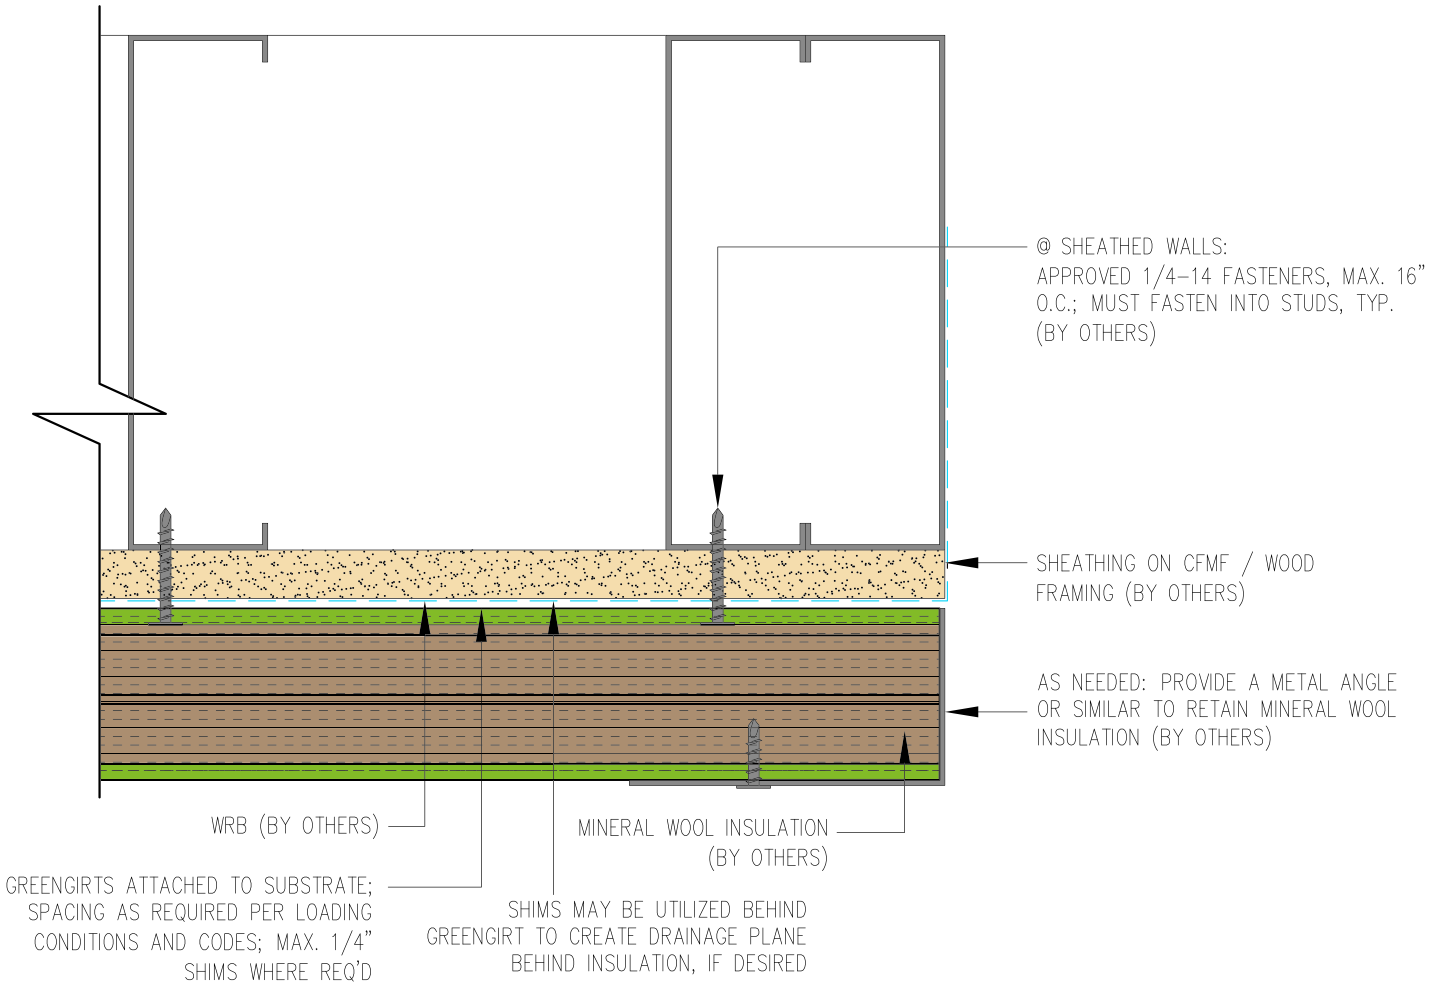 @ SHEATHED WALLS:
APPROVED 1/4-14 FASTENERS, MAX. 16"
O.C.; MUST FASTEN INTO STUDS, TYP.
(BY OTHERS)
SHEATHING ON CFMF / WOOD
FRAMING (BY OTHERS)
AS NEEDED: PROVIDE A METAL ANGLE
OR SIMILAR TO RETAIN MINERAL WOOL
INSULATION (BY OTHERS)
WRB (BY OTHERS)
MINERAL WOOL INSULATION
(BY OTHERS)
GREENGIRTS ATTACHED TO SUBSTRATE;
SPACING AS REQUIRED PER LOADING
CONDITIONS AND CODES; MAX. 1/4"
SHIMS WHERE REQ'D
SHIMS MAY BE UTILIZED BEHIND
GREENGIRT TO CREATE DRAINAGE PLANE
BEHIND INSULATION, IF DESIRED